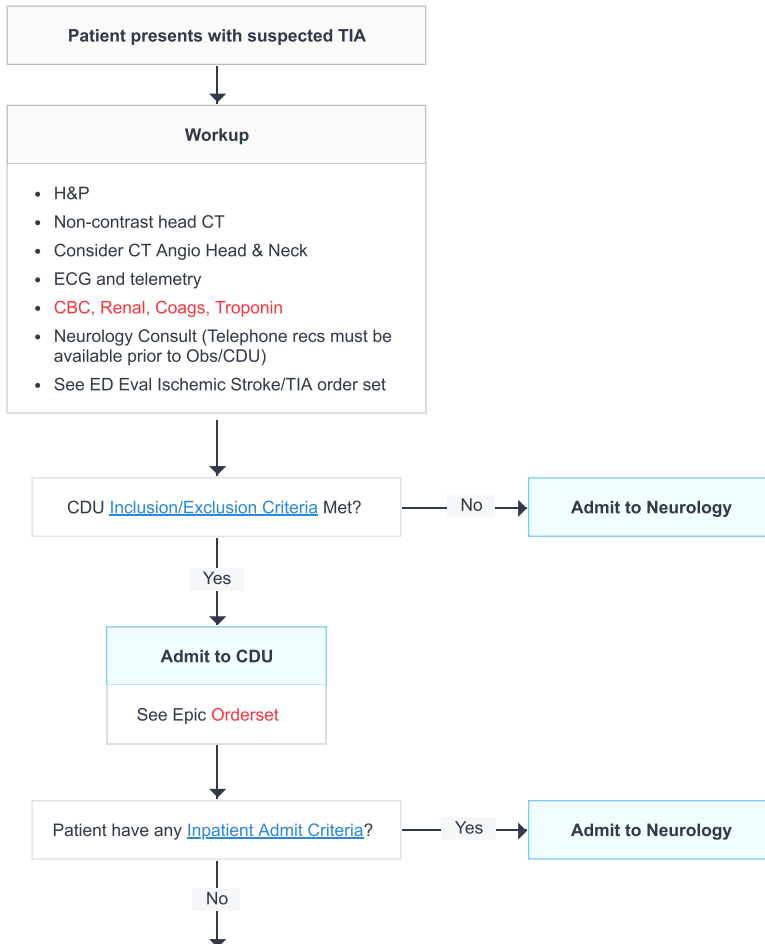 Patient presents with suspected TIA
Workup
• H&P
• Non-contrast head CT
• Consider CT Angio Head & Neck
• ECG and telemetry
• CBC, Renal, Coags, Troponin
• Neurology Consult (Telephone recs must be
available prior to Obs/CDU)
• See ED Eval Ischemic Stroke/TIA order set
CDU Inclusion/Exclusion Criteria Met?
No
Admit to Neurology
Yes
Admit to CDU
See Epic Orderset
Patient have any Inpatient Admit Criteria?
Yes
Admit to Neurology
No